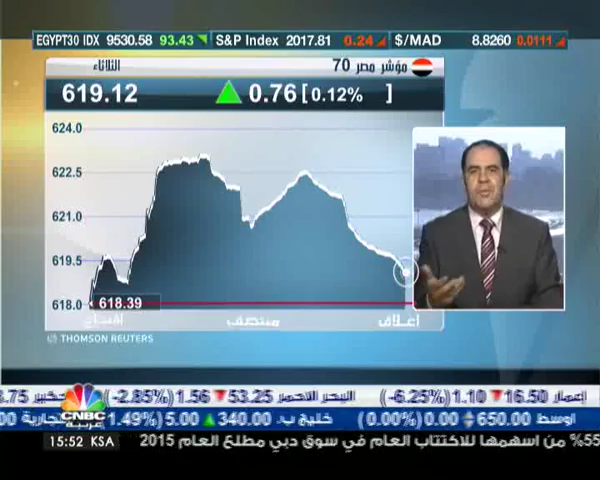 EGYPT30 IDX 9530.58 93.43 S&P Index 2017.81 0.24 $/MAD 8.8260 0.0111
مؤشر مصر 70 الثلاثاء
619.12 0.76 [0.12% ]
624.0
622.5
621.0
619.5
618.0
618.39
افتتاح منتصف اغلاق
THOMSON REUTERS
إعمار 16.50 1.10 (-6.25%) البحر الاحمر 53.25 1.56 (-2.85%)
اوسط 650.00 0.00 (0.00%) خليج ب. 340.00 5.00 (1.49%)
CNBC
عربية
15:52 KSA 55% من اسهمها للاكتتاب العام في سوق دبي مطلع العام 2015